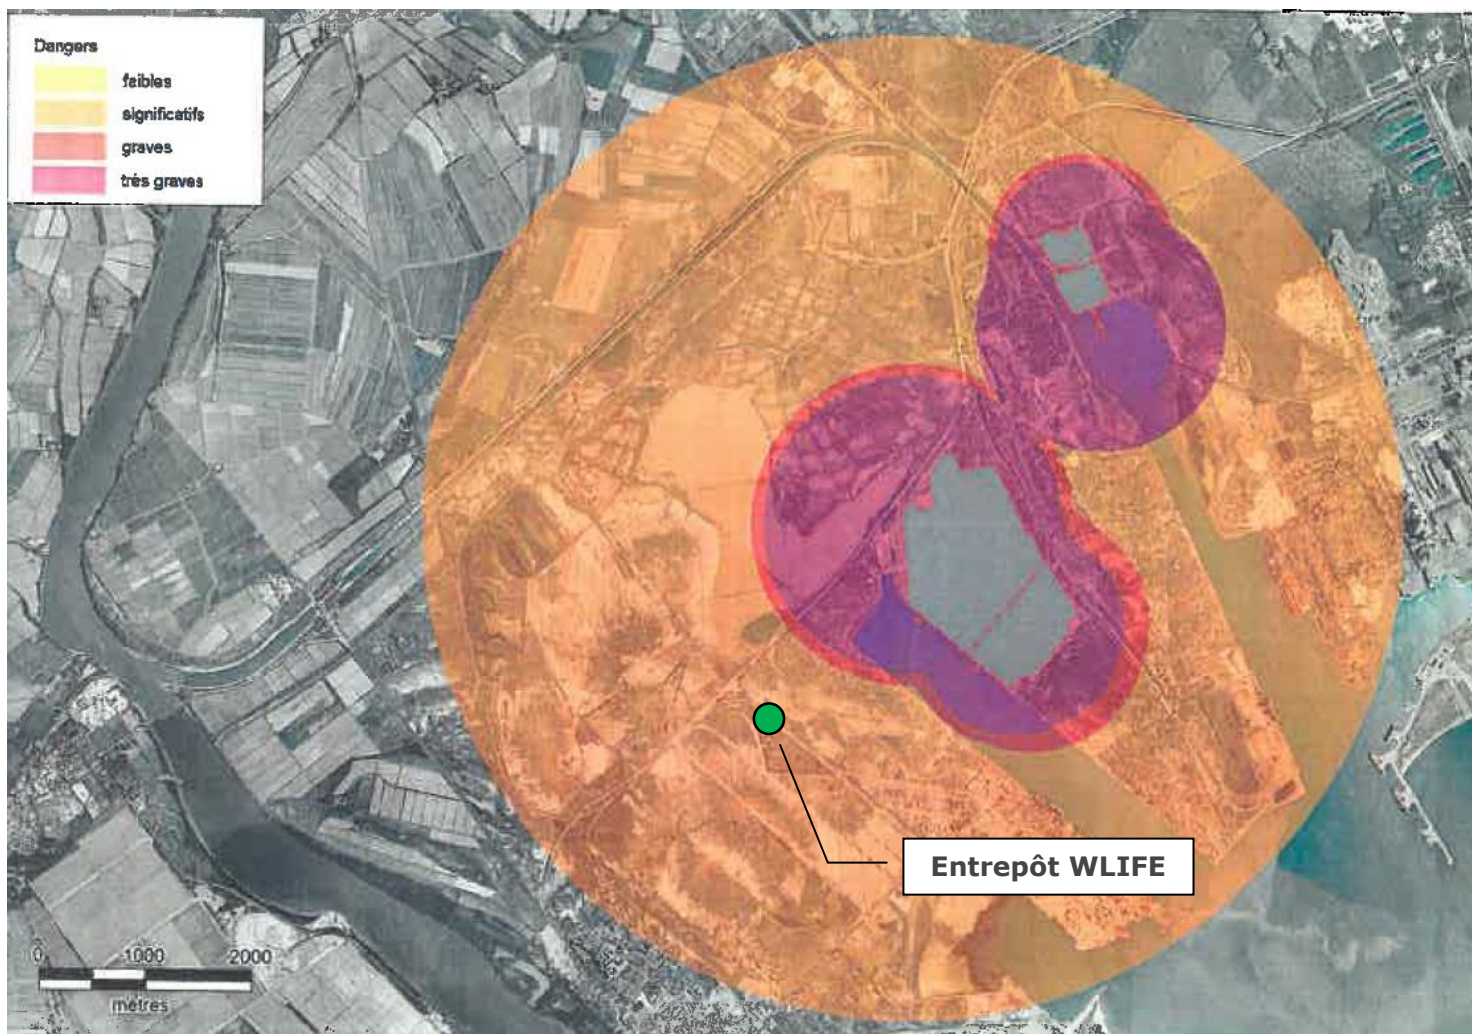 Dangers
faibles
significatifs
graves
très graves
Entrepôt WLIFE
0 1000 2000
mètres